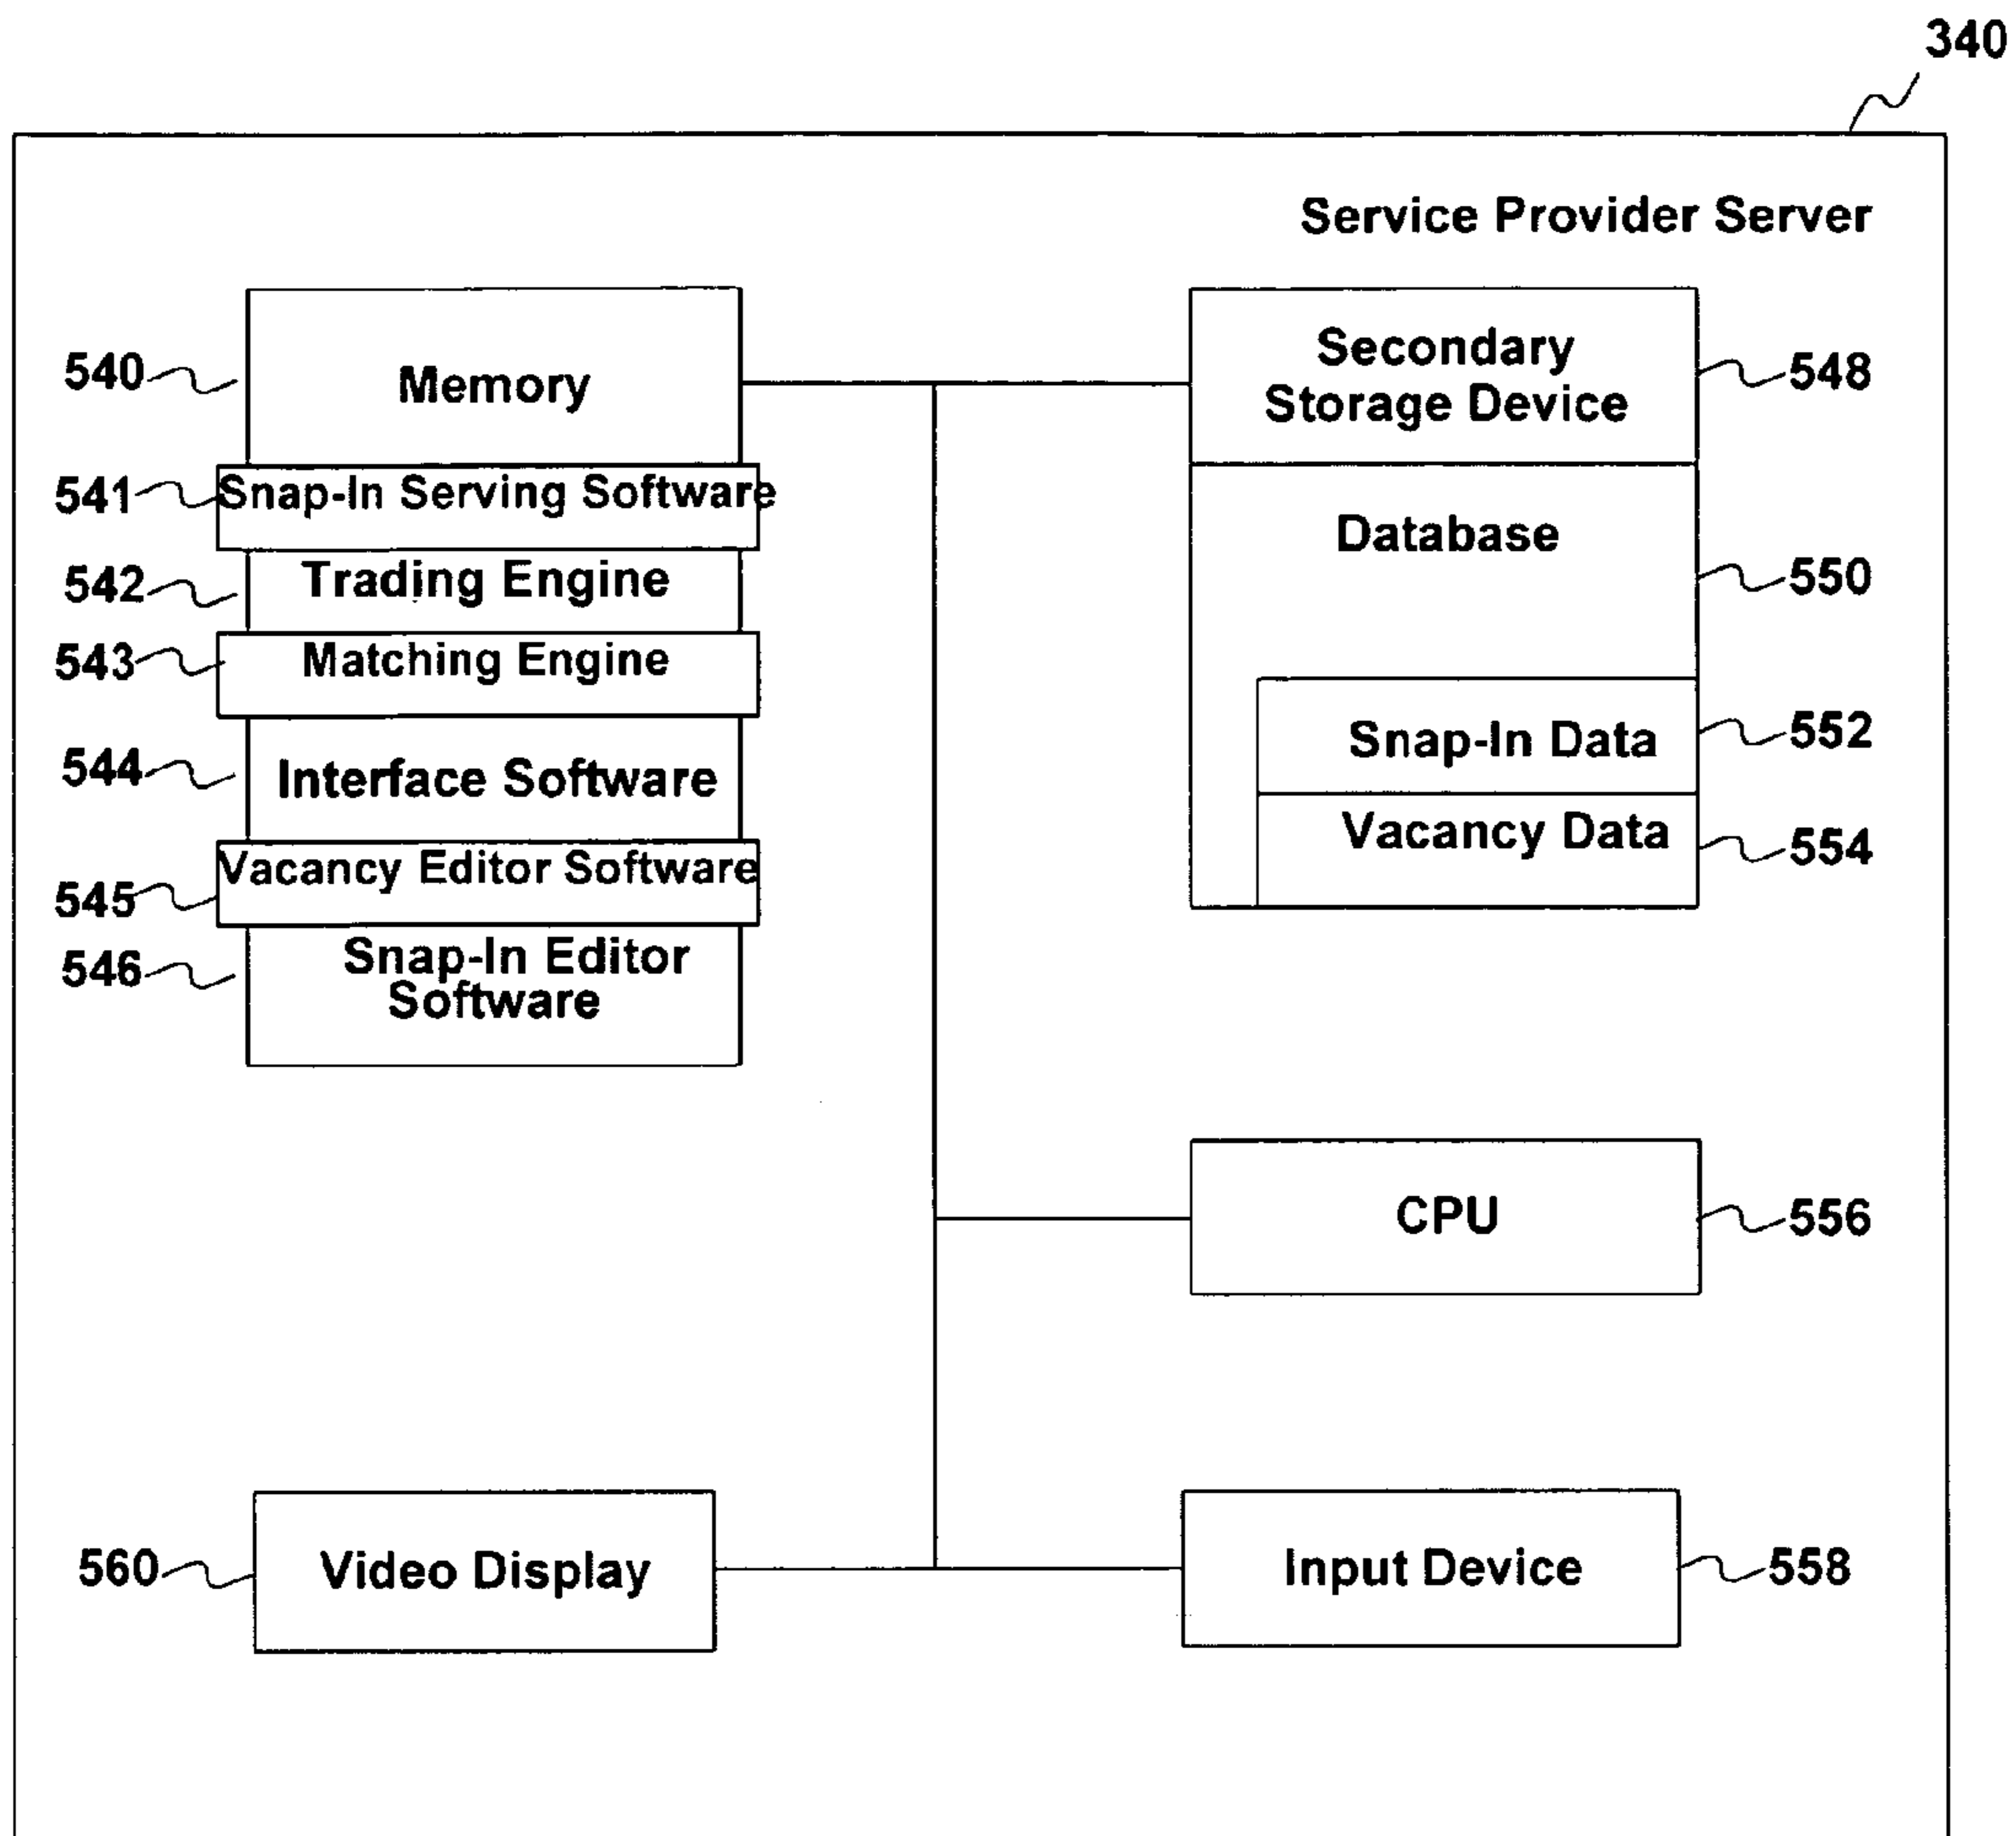 340
Service Provider Server
540
Memory
541
Snap-In Serving Software
542
Trading Engine
543
Matching Engine
544
Interface Software
545
Vacancy Editor Software
546
Snap-In Editor
Software
Secondary
Storage Device
548
Database
550
Snap-In Data
552
Vacancy Data
554
CPU
556
560
Video Display
Input Device
558